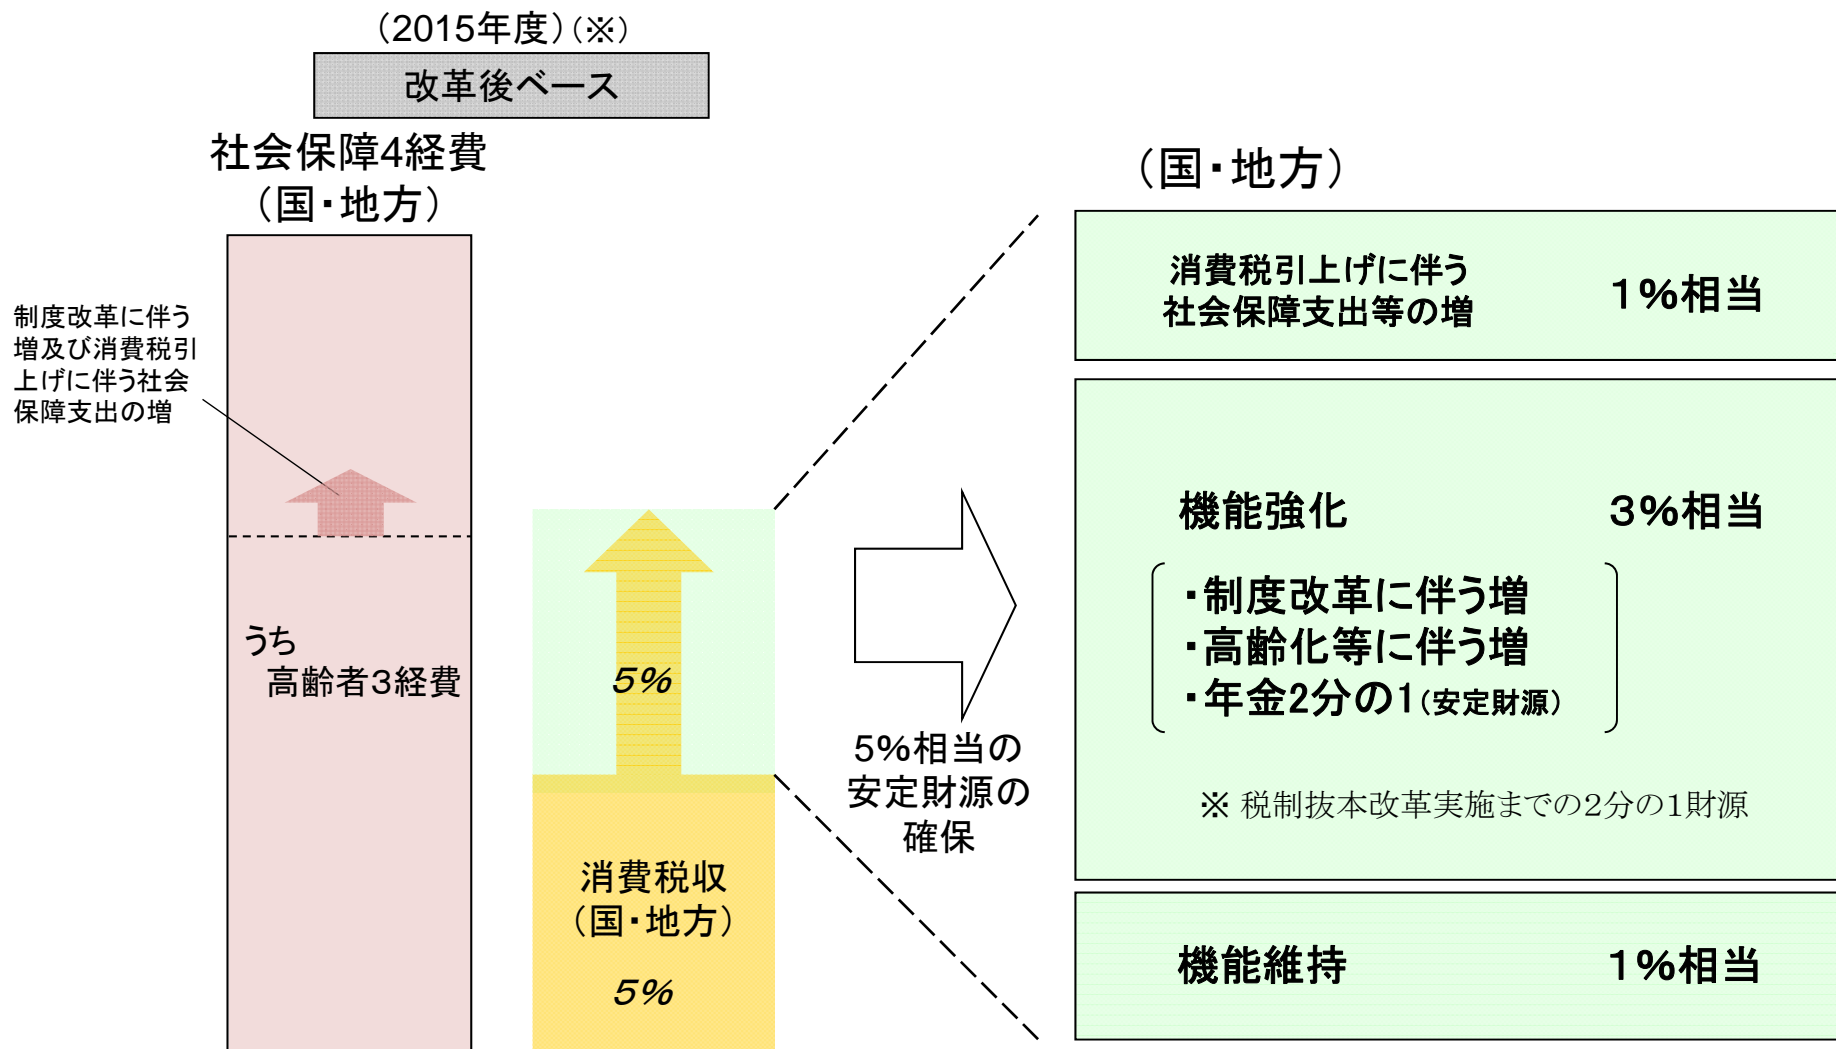 （2015年度）（※）
改革後ベース
社会保障4経費
（国・地方）
制度改革に伴う
増及び消費税引
上げに伴う社会
保障支出の増
うち
高齢者3経費
5%
消費税収
（国・地方）
5%
5%相当の
安定財源の
確保
（国・地方）
消費税引上げに伴う
社会保障支出等の増
1%相当
機能強化 3%相当
・制度改革に伴う増
・高齢化等に伴う増
・年金2分の1（安定財源）
※ 税制抜本改革実施までの2分の1財源
機能維持 1%相当